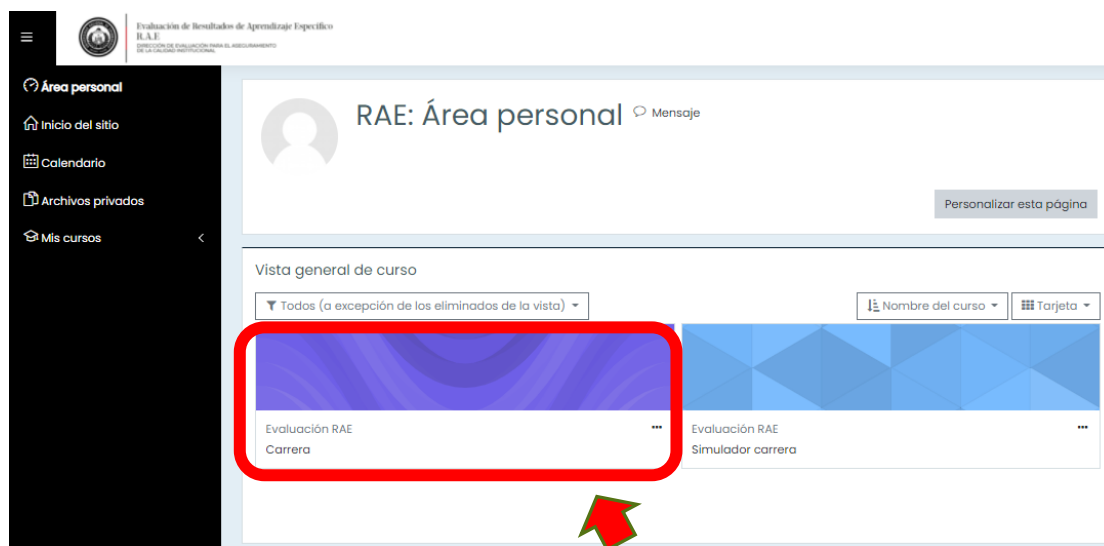 Evaluación de Resultados de Aprendizaje Específico
R.A.E
DIRECCIÓN DE EVALUACIÓN PARA EL ASEGURAMIENTO
DE LA CALIDAD INSTITUCIONAL
Área personal
Inicio del sitio
Calendario
Archivos privados
Mis cursos
RAE: Área personal Mensaje
Personalizar esta página
Vista general de curso
Todos (a excepción de los eliminados de la vista)
Nombre del curso
Tarjeta
Evaluación RAE
Carrera
Evaluación RAE
Simulador carrera